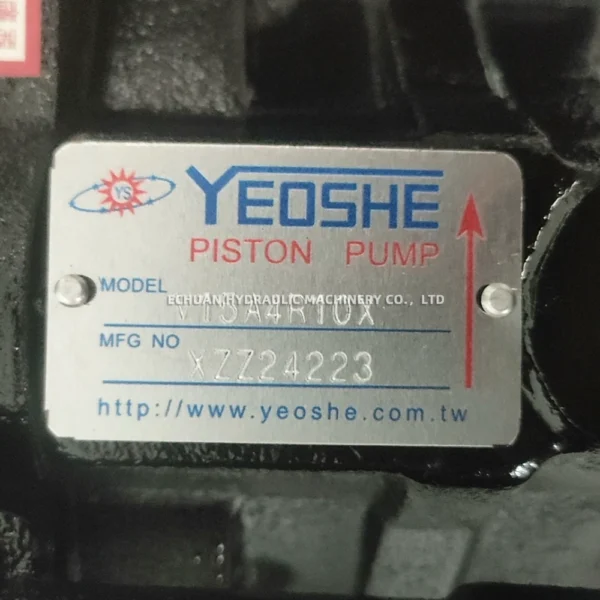 YS
YEOSHE
PISTON PUMP
MODEL
V15A4R10X
ECHUAN HYDRAULIC MACHINERY CO., LTD
MFG NO
XZZ24223
http://www.yeoshe.com.tw